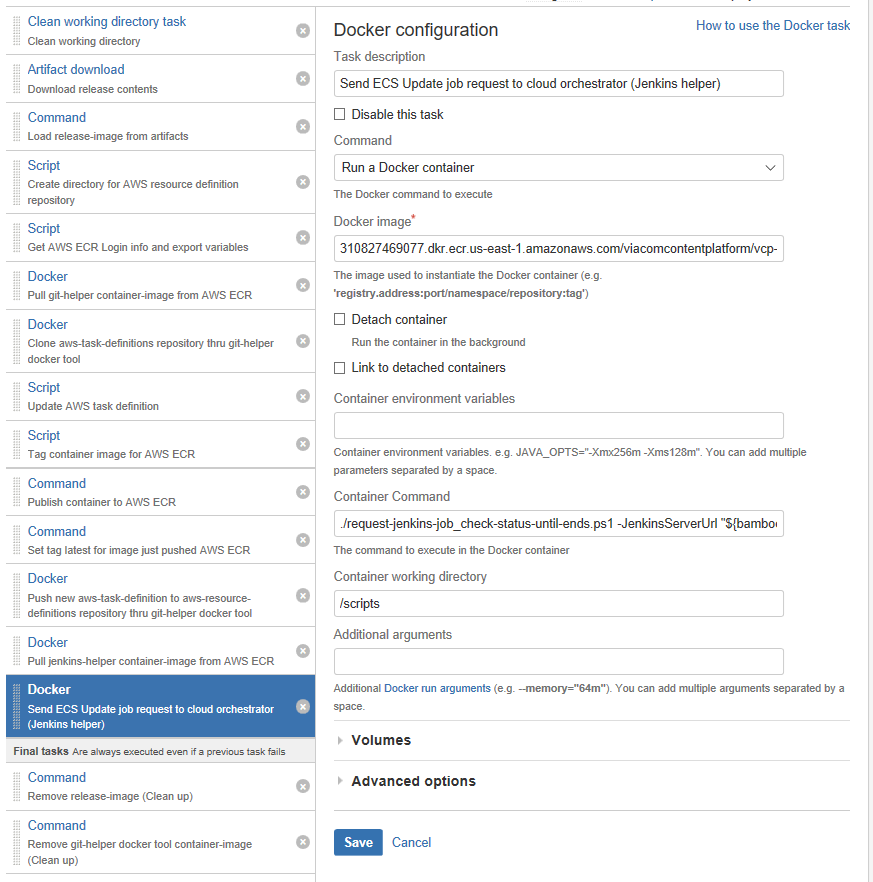 Clean working directory task
Clean working directory
Artifact download
Download release contents
Command
Load release-image from artifacts
Script
Create directory for AWS resource definition
repository
Script
Get AWS ECR Login info and export variables
Docker
Pull git-helper container-image from AWS ECR
Docker
Clone aws-task-definitions repository thru git-helper
docker tool
Script
Update AWS task definition
Script
Tag container image for AWS ECR
Command
Publish container to AWS ECR
Command
Set tag latest for image just pushed AWS ECR
Docker
Push new aws-task-definition to aws-resource-
definitions repository thru git-helper docker tool
Docker
Pull jenkins-helper container-image from AWS ECR
Docker
Send ECS Update job request to cloud orchestrator
(Jenkins helper)
Final tasks Are always executed even if a previous task fails
Command
Remove release-image (Clean up)
Command
Remove git-helper docker tool container-image
(Clean up)
Docker configuration
How to use the Docker task
Task description
Send ECS Update job request to cloud orchestrator (Jenkins helper)
Disable this task
Command
Run a Docker container
The Docker command to execute
Docker image*
310827469077.dkr.ecr.us-east-1.amazonaws.com/viacomcontentplatform/vcp-
The image used to instantiate the Docker container (e.g.
'registry.address:port/namespace/repository:tag')
Detach container
Run the container in the background
Link to detached containers
Container environment variables
Container environment variables. e.g. JAVA_OPTS="-Xmx256m -Xms128m". You can add multiple
parameters separated by a space.
Container Command
./request-jenkins-job_check-status-until-ends.ps1 -JenkinsServerUrl "${bamboo
The command to execute in the Docker container
Container working directory
/scripts
Additional arguments
Additional Docker run arguments (e.g. --memory="64m"). You can add multiple arguments separated by a
space.
Volumes
Advanced options
Save
Cancel